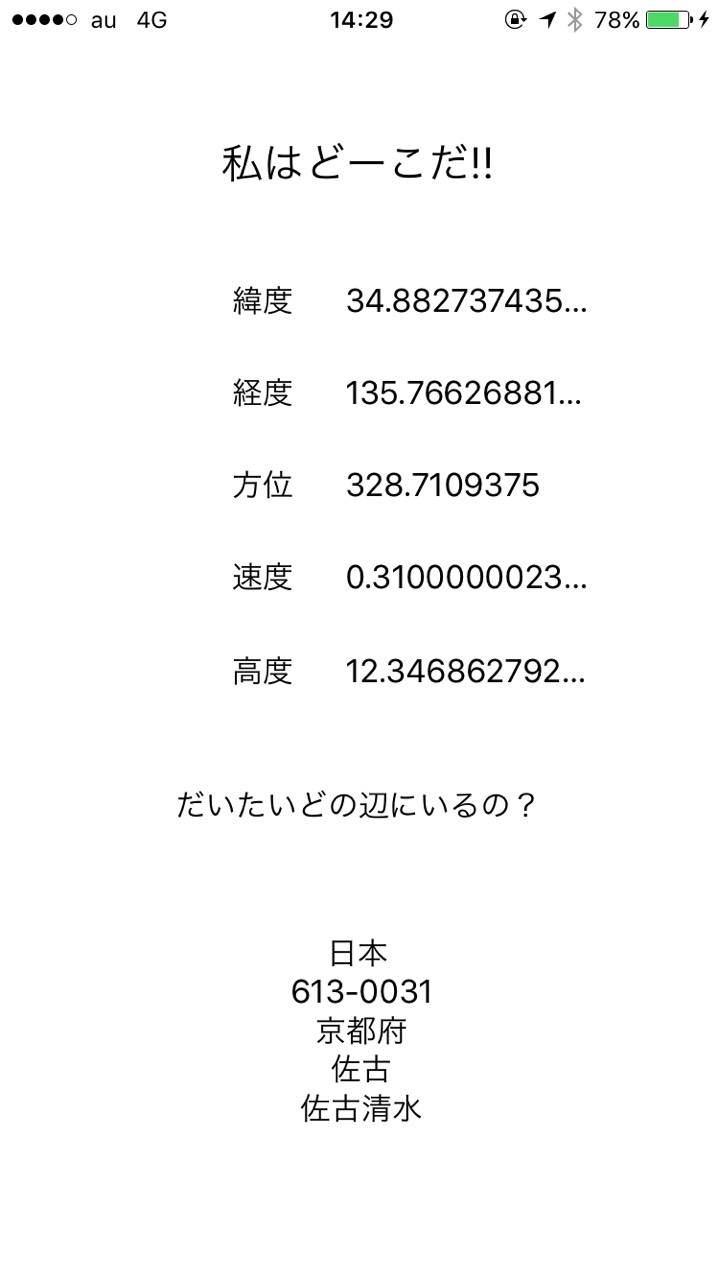 au 4G 14:29 78%
私はどーこだ!!
緯度 34.882737435...
経度 135.76626881...
方位 328.7109375
速度 0.3100000023...
高度 12.346862792...
だいたいどの辺にいるの？
日本
613-0031
京都府
佐古
佐古清水